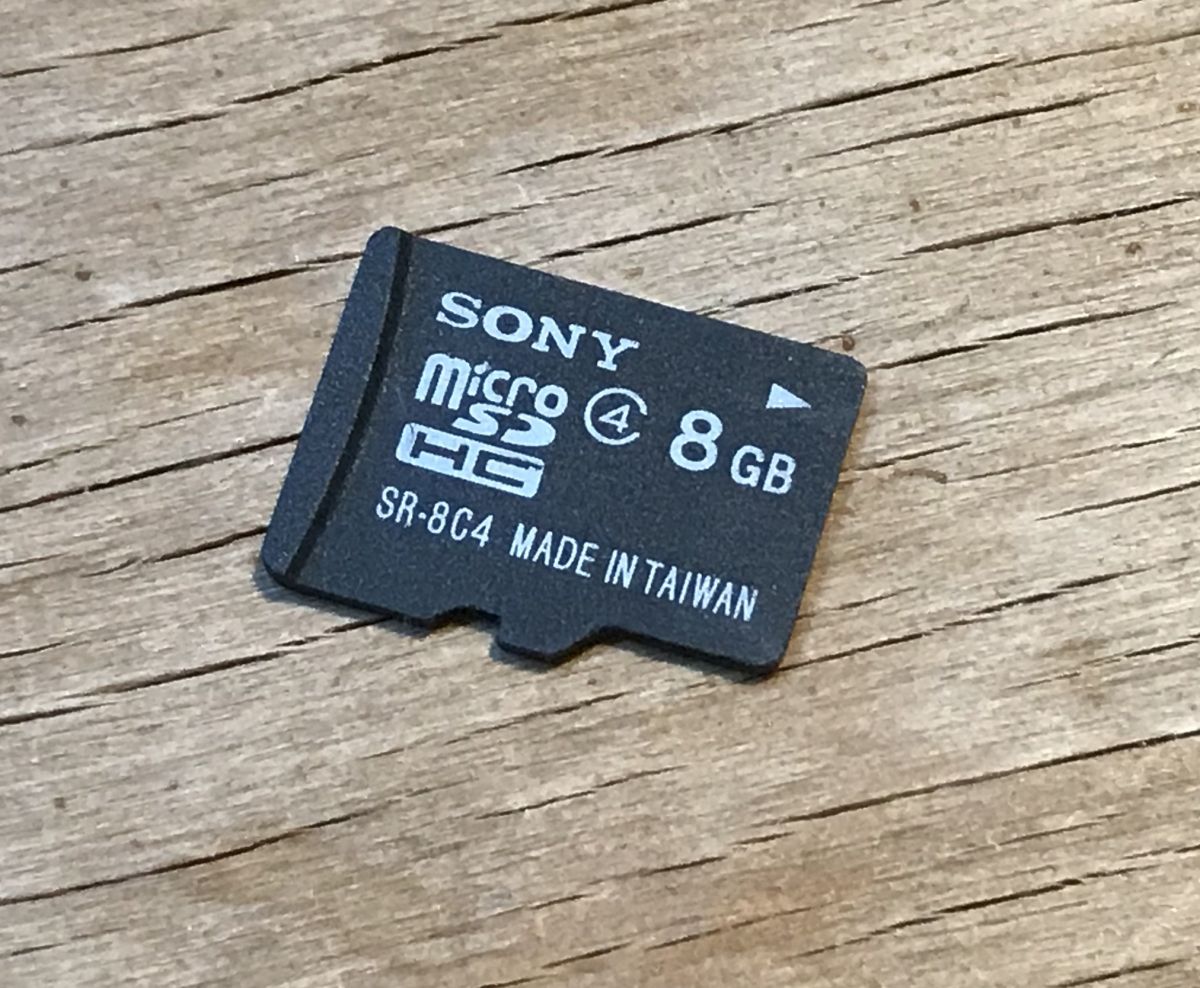 SONY
micro
SD
HC
4
8 GB
SR-8C4 MADE IN TAIWAN